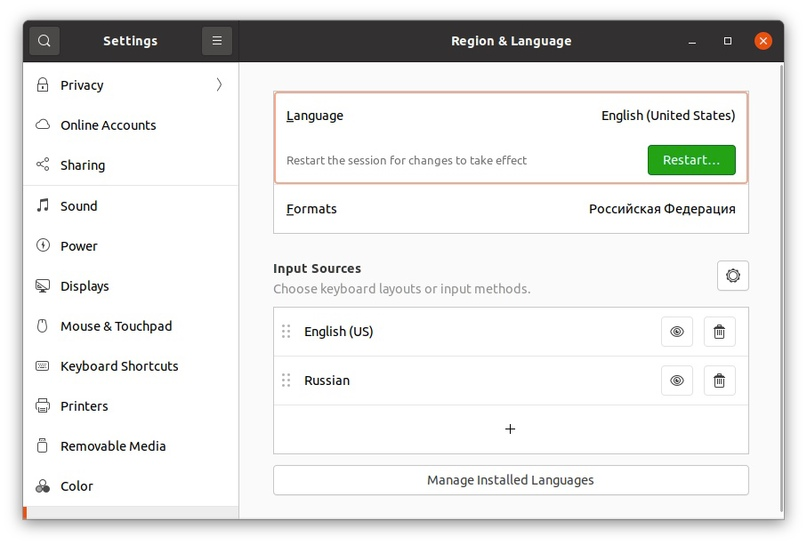 Settings
Region & Language
Privacy
Online Accounts
Sharing
Sound
Power
Displays
Mouse & Touchpad
Keyboard Shortcuts
Printers
Removable Media
Color
Language English (United States)
Restart the session for changes to take effect Restart...
Formats Российская Федерация
Input Sources
Choose keyboard layouts or input methods.
English (US)
Russian
Manage Installed Languages